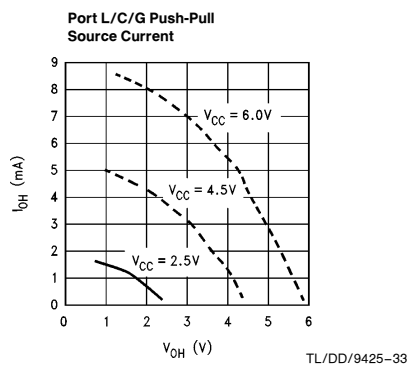 Port L/C/G Push-Pull
Source Current
9
8
7
6
5
4
3
2
1
0
I_OH (mA)
V_CC = 6.0V
V_CC = 4.5V
V_CC = 2.5V
0 1 2 3 4 5 6
V_OH (V)
TL/DD/9425–33